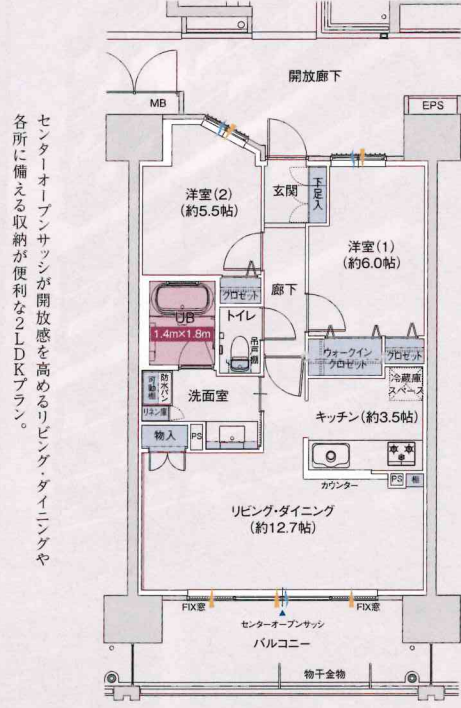 センターオープンサッシが開放感を高めるリビング・ダイニングや
各所に備える収納が便利な2LDKプラン。
開放廊下
MB
EPS
洋室(2)
(約5.5帖)
玄関
下足入
洋室(1)
(約6.0帖)
廊下
クロゼット
トイレ
吊戸棚
UB
1.4m×1.8m
ウォークイン
クロゼット
クロゼット
冷蔵庫
スペース
防水パン
可動棚
リネン庫
洗面室
キッチン(約3.5帖)
物入
PS
カウンター
PS
棚
リビング・ダイニング
(約12.7帖)
FIX窓
FIX窓
センターオープンサッシ
バルコニー
物干金物